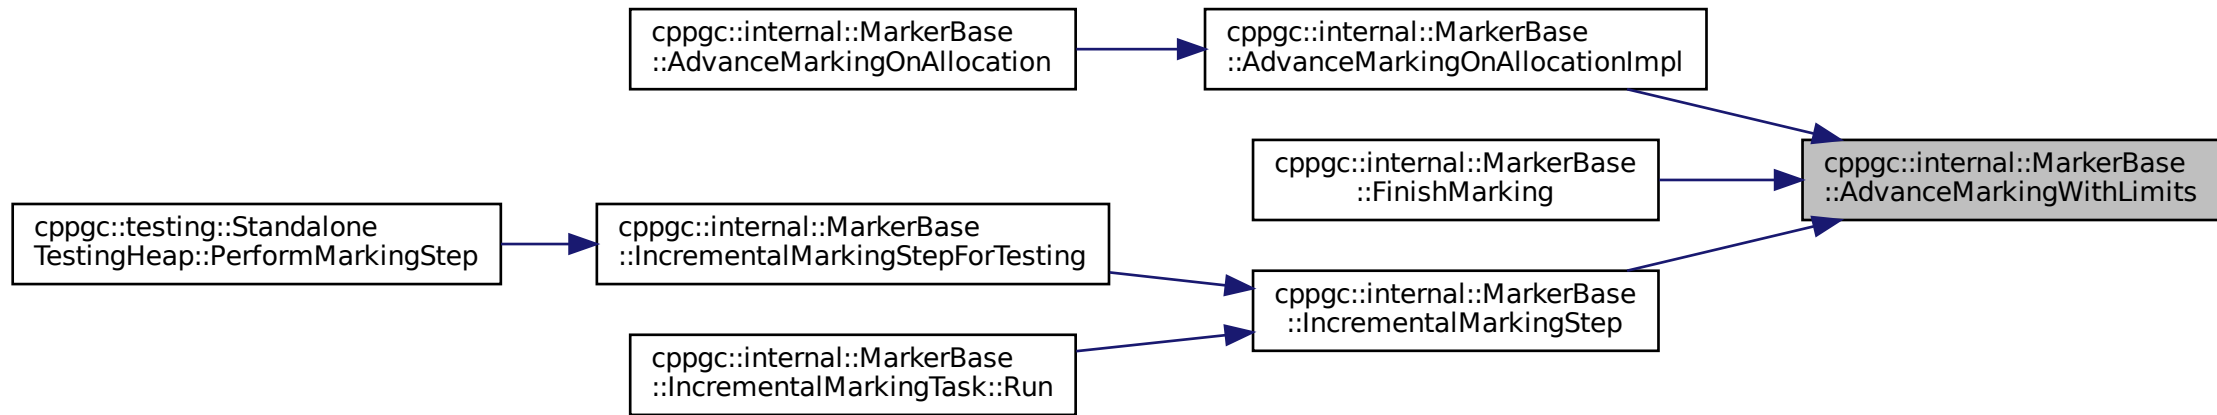 cppgc::internal::MarkerBase
::AdvanceMarkingOnAllocation
cppgc::internal::MarkerBase
::AdvanceMarkingOnAllocationImpl
cppgc::internal::MarkerBase
::FinishMarking
cppgc::internal::MarkerBase
::AdvanceMarkingWithLimits
cppgc::testing::Standalone
TestingHeap::PerformMarkingStep
cppgc::internal::MarkerBase
::IncrementalMarkingStepForTesting
cppgc::internal::MarkerBase
::IncrementalMarkingStep
cppgc::internal::MarkerBase
::IncrementalMarkingTask::Run